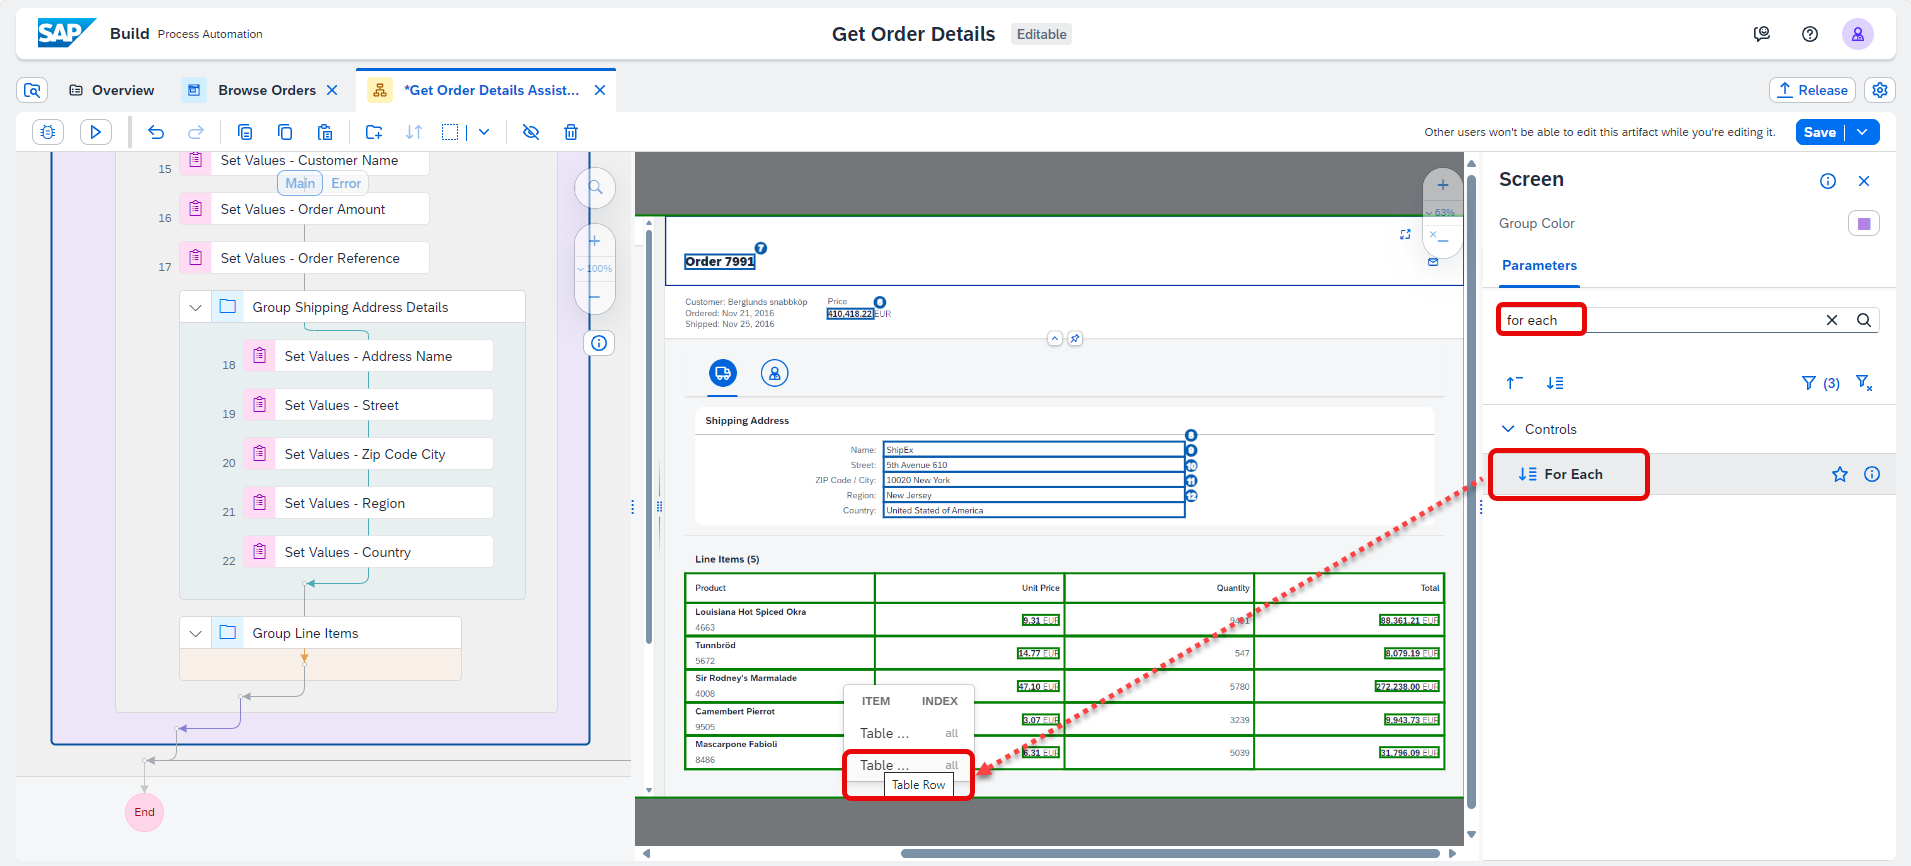 SAP Build Process Automation
Get Order Details Editable
Overview Browse Orders *Get Order Details Assist... Release
Other users won't be able to edit this artifact while you're editing it. Save
15 Set Values - Customer Name
Main Error
16 Set Values - Order Amount
17 Set Values - Order Reference
Group Shipping Address Details
18 Set Values - Address Name
19 Set Values - Street
20 Set Values - Zip Code City
21 Set Values - Region
22 Set Values - Country
Group Line Items
End
100%
63%
7
Order 7991
Customer: Berglunds snabbköp
Ordered: Nov 21, 2016
Shipped: Nov 25, 2016
Price
410,418.22 EUR
Shipping Address
Name: ShipEx
Street: 5th Avenue 610 10
ZIP Code / City: 10020 New York 11
Region: New Jersey 12
Country: United Stated of America
Line Items (5)
Product Unit Price Quantity Total
Louisiana Hot Spiced Okra
4663 9.31 EUR 88,361.21 EUR
Tunnbröd
5672 14.77 EUR 547 8,079.19 EUR
Sir Rodney's Marmalade
4008 47.10 EUR 5780 272,238.00 EUR
Camembert Pierrot
9505 3.07 EUR 3239 9,943.73 EUR
Mascarpone Fabioli
8486 6.31 EUR 5039 31,796.09 EUR
ITEM INDEX
Table ... all
Table ... all
Table Row
Screen
Group Color
Parameters
for each
(3)
Controls
For Each